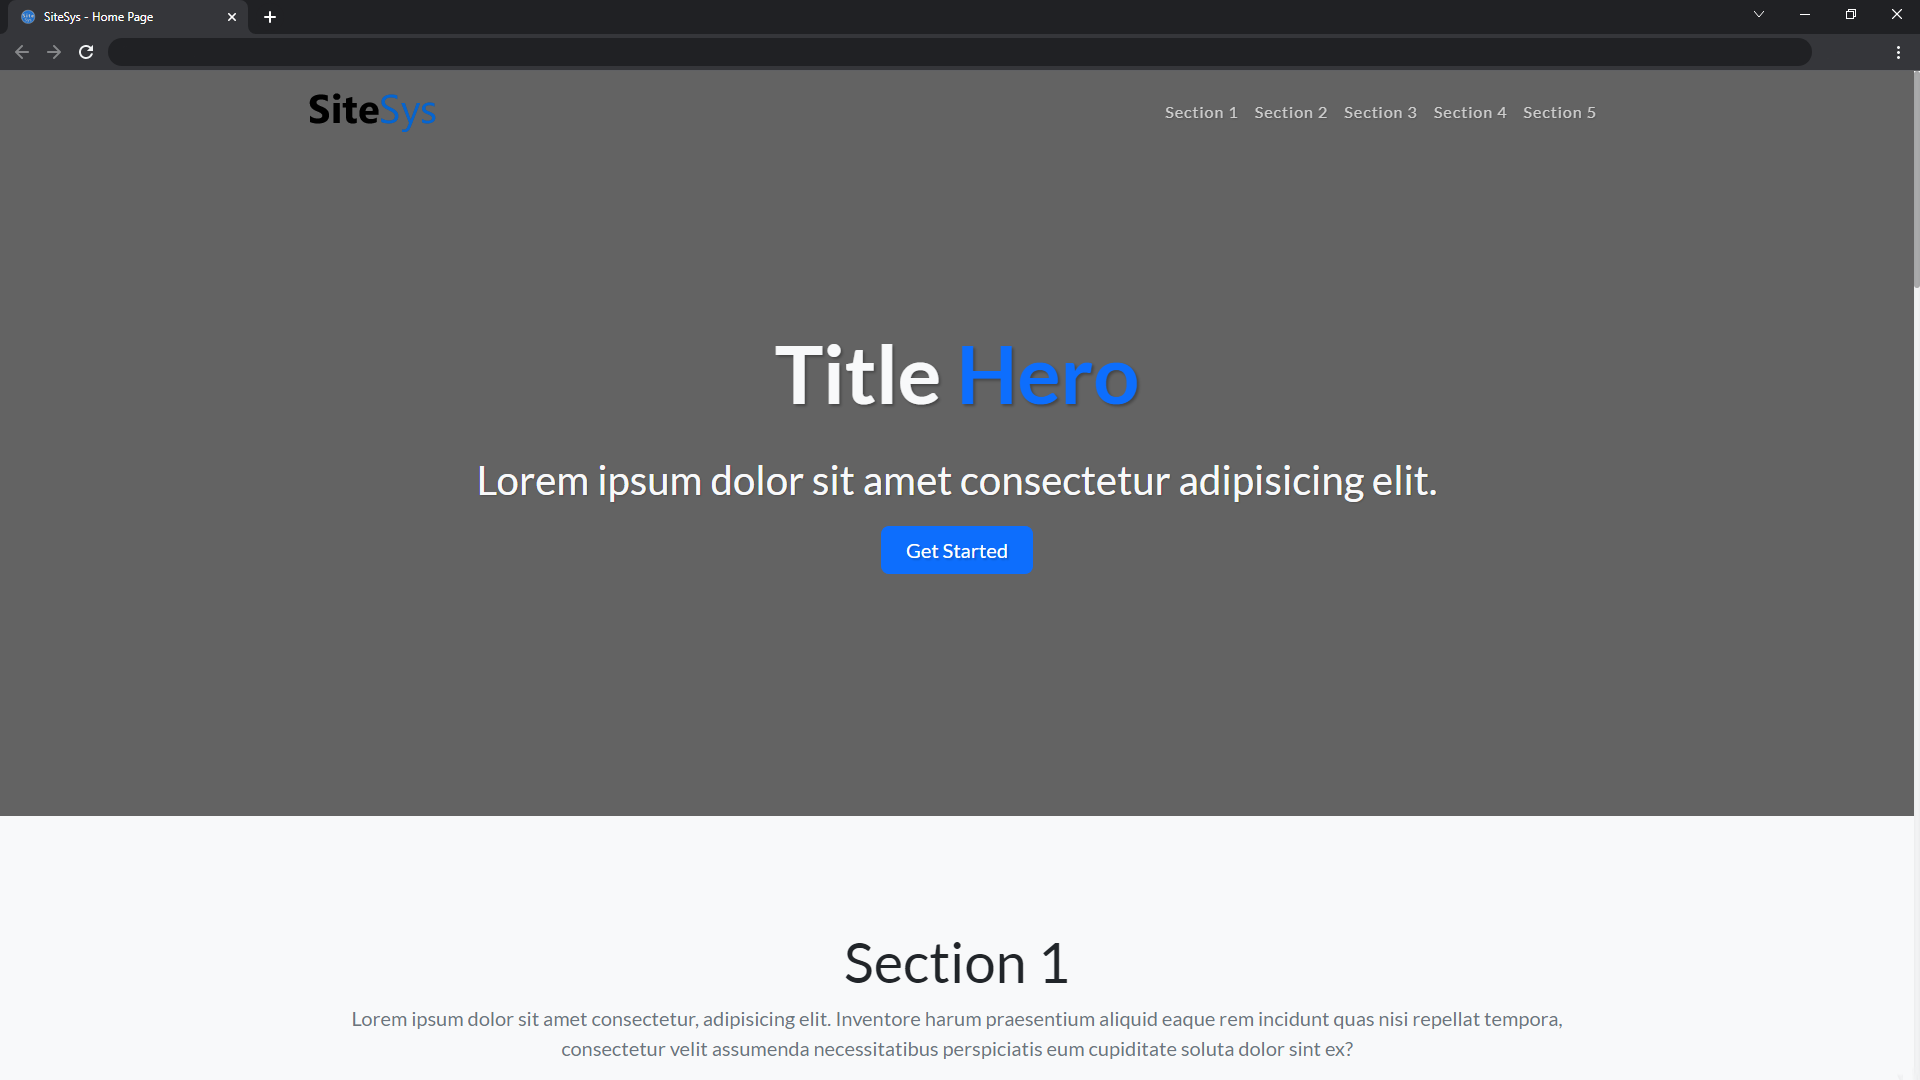 SiteSys - Home Page
SiteSys
Section 1 Section 2 Section 3 Section 4 Section 5
Title Hero
Lorem ipsum dolor sit amet consectetur adipisicing elit.
Get Started
Section 1
Lorem ipsum dolor sit amet consectetur, adipisicing elit. Inventore harum praesentium aliquid eaque rem incidunt quas nisi repellat tempora,
consectetur velit assumenda necessitatibus perspiciatis eum cupiditate soluta dolor sint ex?